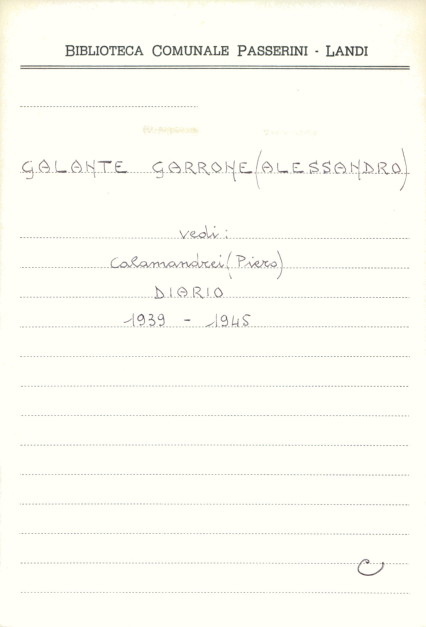 BIBLIOTECA COMUNALE PASSERINI - LANDI
GALANTE GARRONE (ALESSANDRO)
vedi:
Calamandrei (Piero)
DIARIO
1939 - 1945
C